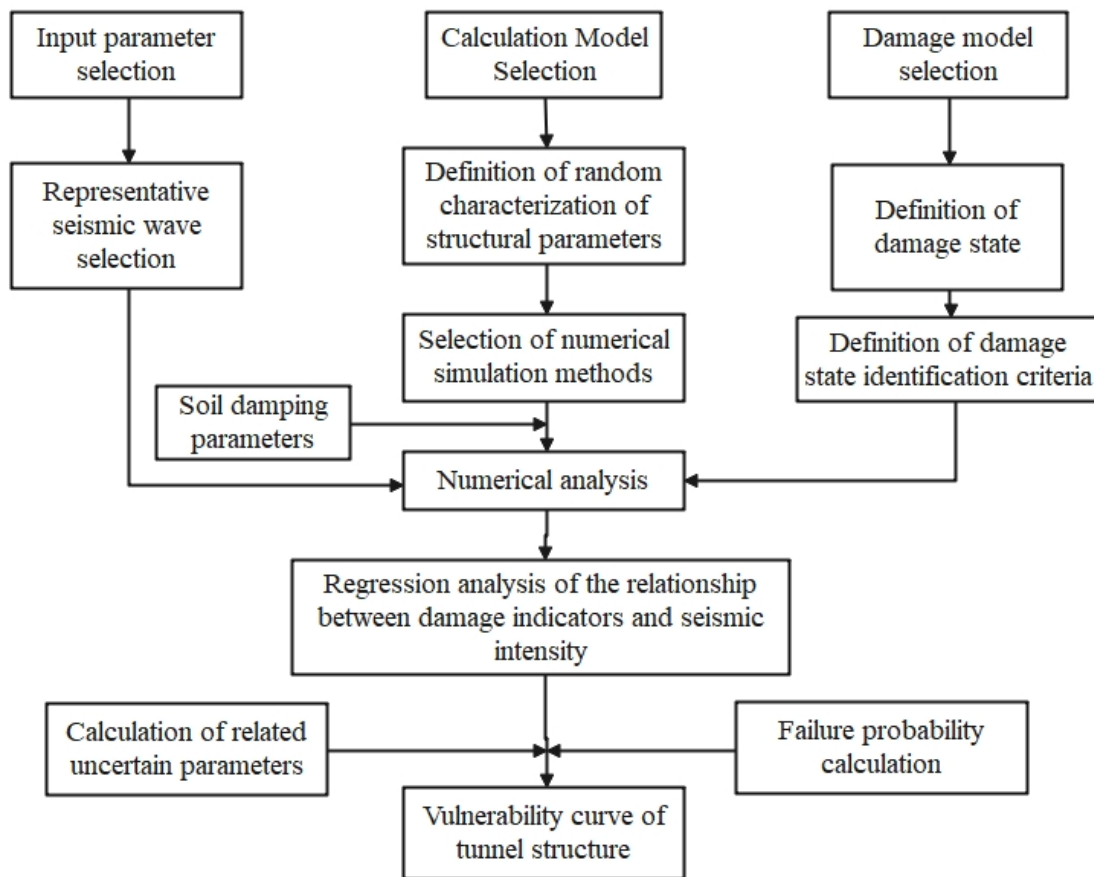 Input parameter
selection
Calculation Model
Selection
Damage model
selection
Representative
seismic wave
selection
Definition of random
characterization of
structural parameters
Definition of
damage state
Selection of numerical
simulation methods
Definition of damage
state identification criteria
Soil damping
parameters
Numerical analysis
Regression analysis of the relationship
between damage indicators and seismic
intensity
Calculation of related
uncertain parameters
Failure probability
calculation
Vulnerability curve of
tunnel structure